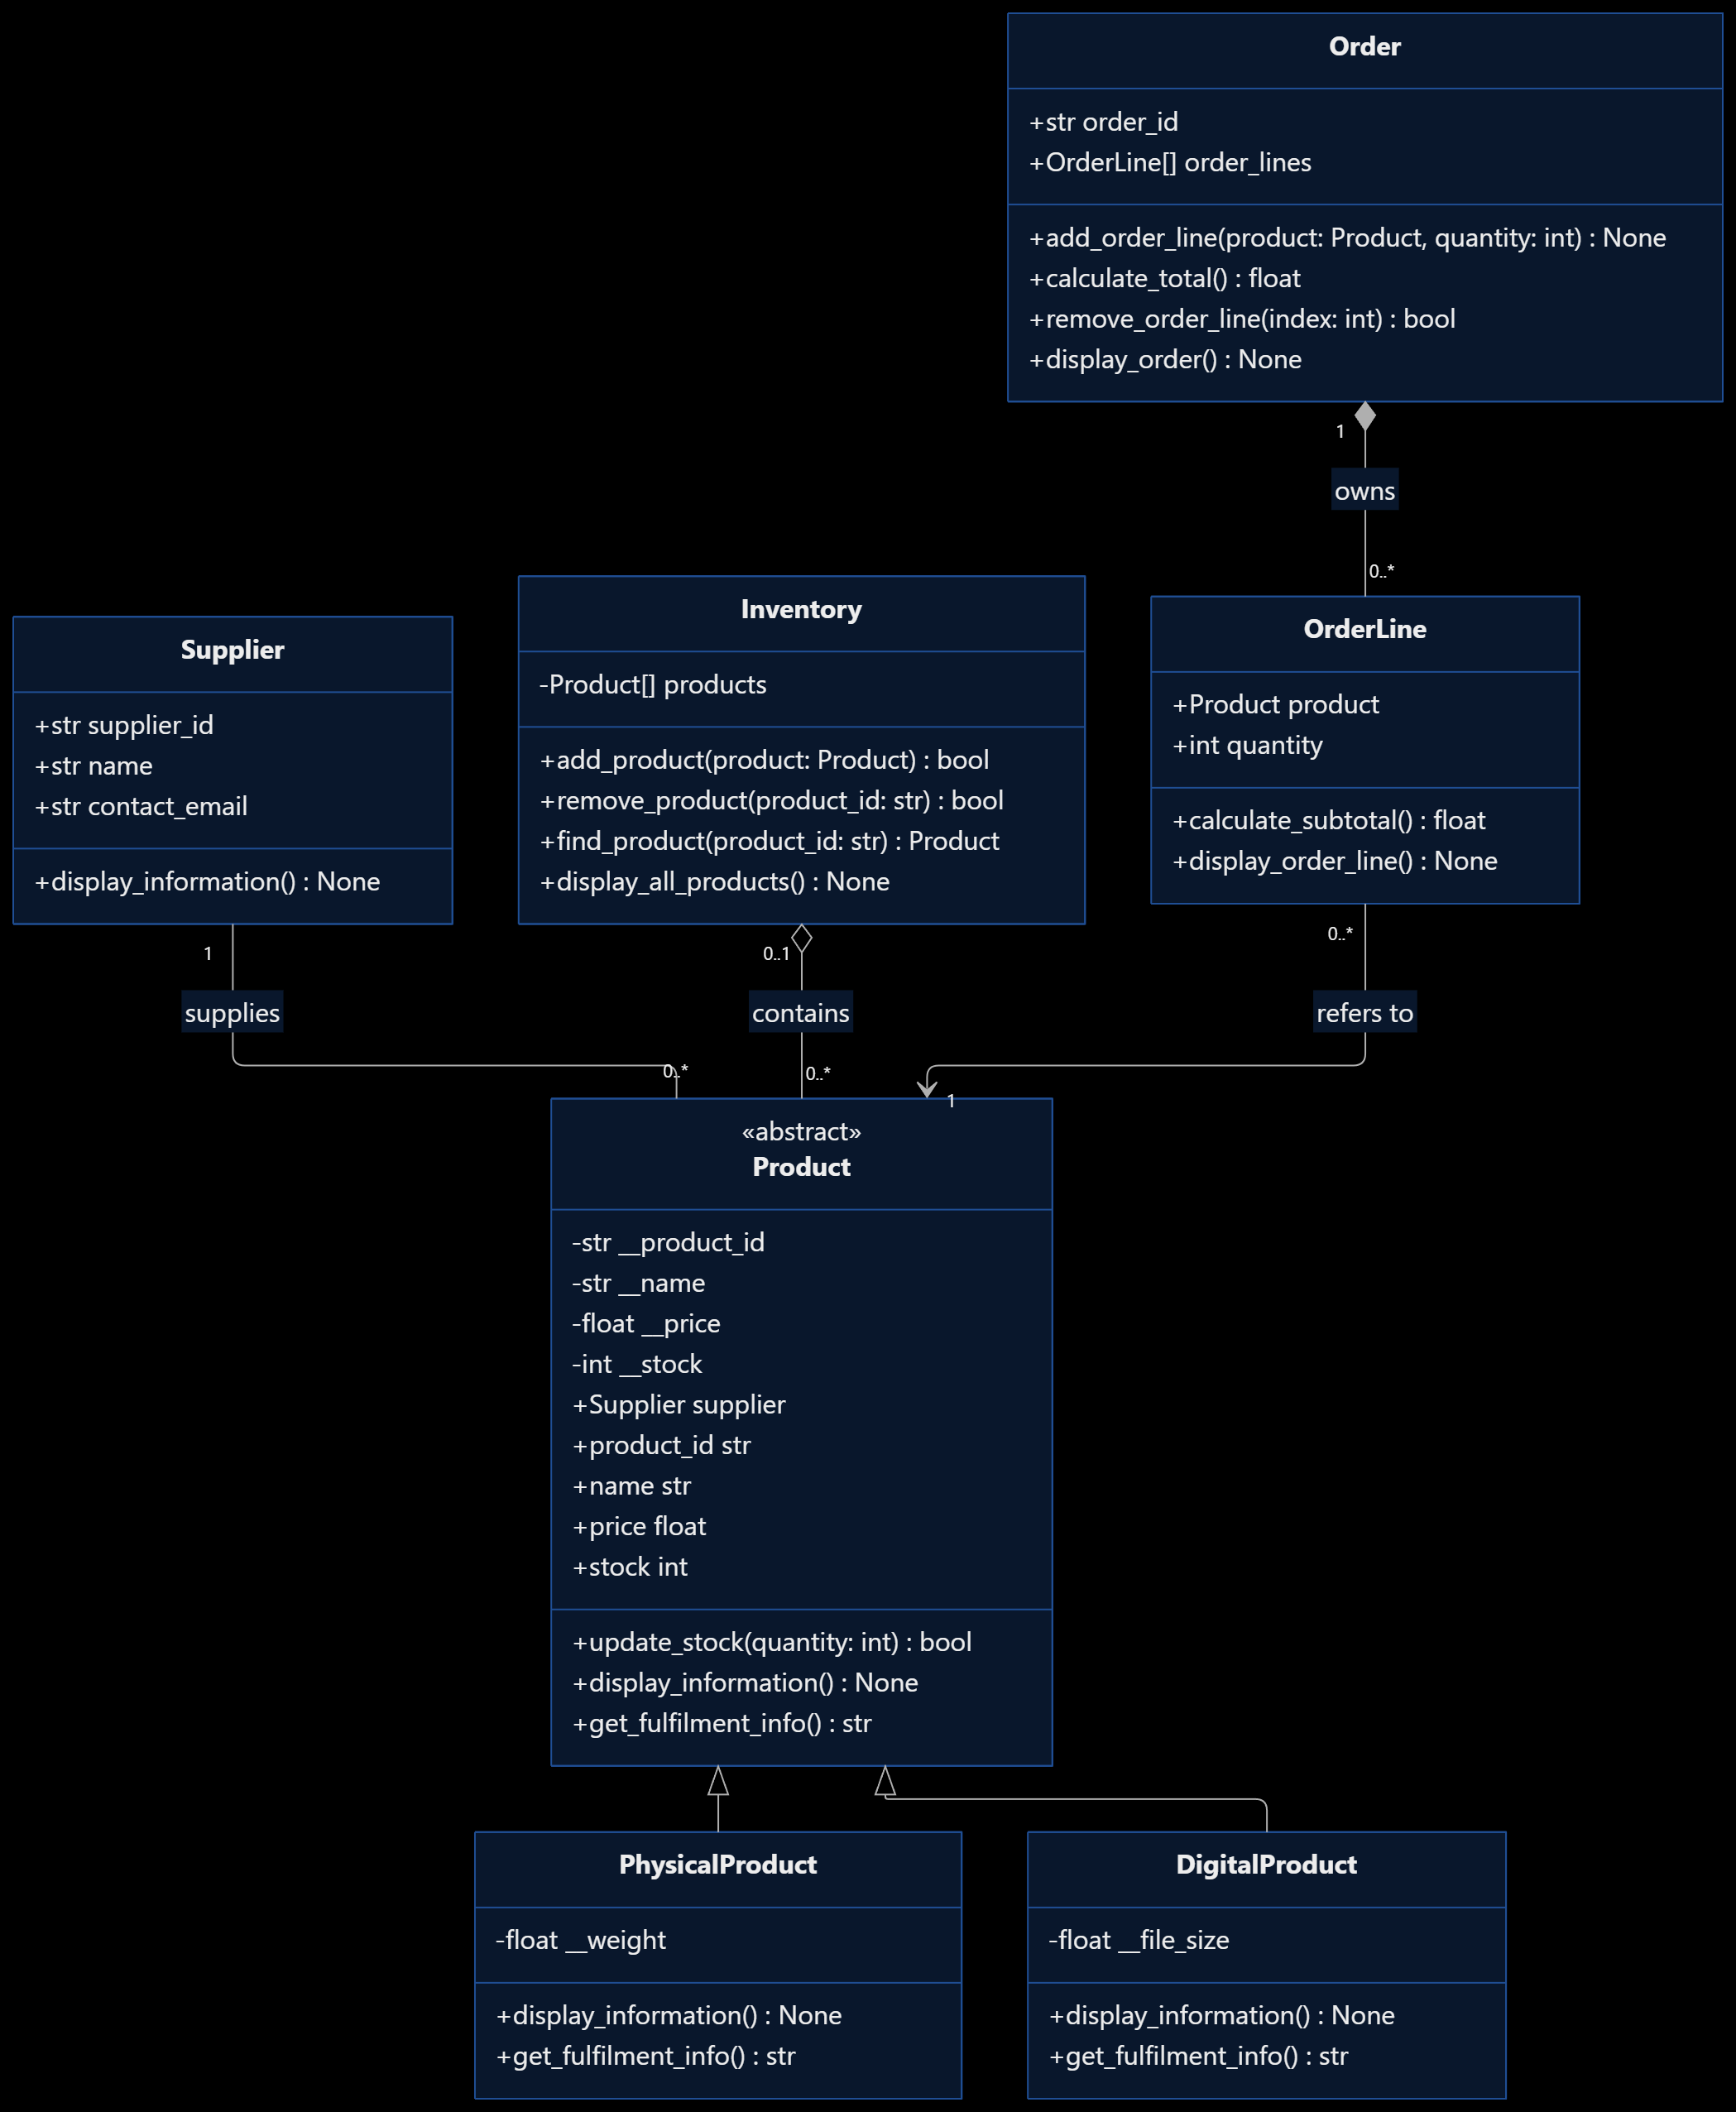 Order
+str order_id
+OrderLine[] order_lines
+add_order_line(product: Product, quantity: int) : None
+calculate_total() : float
+remove_order_line(index: int) : bool
+display_order() : None
1
owns
0..*
Supplier
+str supplier_id
+str name
+str contact_email
+display_information() : None
Inventory
-Product[] products
+add_product(product: Product) : bool
+remove_product(product_id: str) : bool
+find_product(product_id: str) : Product
+display_all_products() : None
OrderLine
+Product product
+int quantity
+calculate_subtotal() : float
+display_order_line() : None
1
supplies
0..*
0..1
contains
0..*
0..*
refers to
1
«abstract»
Product
-str __product_id
-str __name
-float __price
-int __stock
+Supplier supplier
+product_id str
+name str
+price float
+stock int
+update_stock(quantity: int) : bool
+display_information() : None
+get_fulfilment_info() : str
PhysicalProduct
-float __weight
+display_information() : None
+get_fulfilment_info() : str
DigitalProduct
-float __file_size
+display_information() : None
+get_fulfilment_info() : str